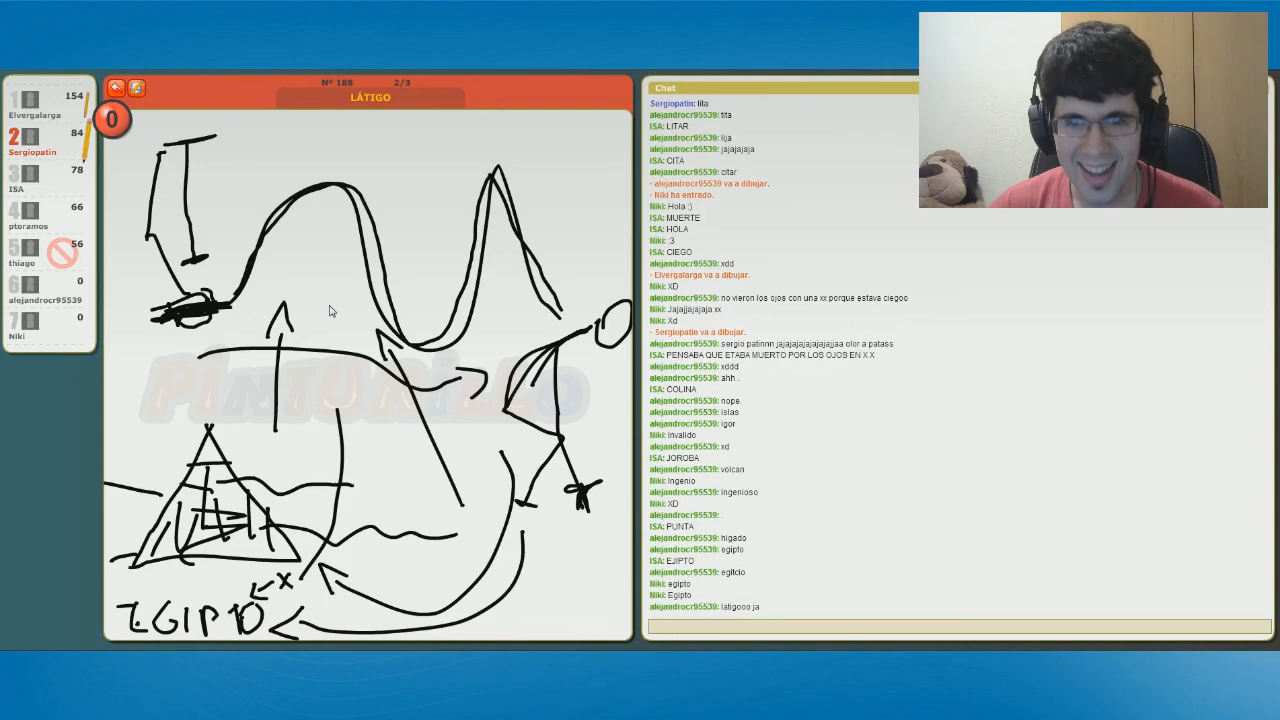 Nº 188 2/3
LÁTIGO
0
1 154
Elvergalarga
2 84
Sergiopatin
3 78
ISA
4 66
ptoramos
5 56
thiago
6 0
alejandrocr95539
7 0
Niki
PINTURILLO
x
EGIPTO
Chat
Sergiopatin: lita
alejandrocr95539: tita
ISA: LITAR
alejandrocr95539: lija
alejandrocr95539: jajajajaja
ISA: CITA
alejandrocr95539: citar
- alejandrocr95539 va a dibujar.
- Niki ha entrado.
Niki: Hola :)
ISA: MUERTE
ISA: HOLA
Niki: :3
ISA: CIEGO
alejandrocr95539: xdd
- Elvergalarga va a dibujar.
Niki: XD
alejandrocr95539: no vieron los ojos con una xx porque estava ciegoo
Niki: Jajajjajajaja xx
Niki: Xd
- Sergiopatin va a dibujar.
alejandrocr95539: sergio patinnn jajajajajajajajjaa olor a patass
ISA: PENSABA QUE ETABA MUERTO POR LOS OJOS EN X X
alejandrocr95539: xddd
alejandrocr95539: ahh .
ISA: COLINA
alejandrocr95539: nope.
alejandrocr95539: islas
alejandrocr95539: igor
Niki: Invalido
alejandrocr95539: xd
ISA: JOROBA
alejandrocr95539: volcan
Niki: Ingenio
alejandrocr95539: ingenioso
Niki: XD
alejandrocr95539: .
ISA: PUNTA
alejandrocr95539: higado
alejandrocr95539: egipto
ISA: EJIPTO
alejandrocr95539: egitcio
Niki: egipto
Niki: Egipto
alejandrocr95539: latigooo ja